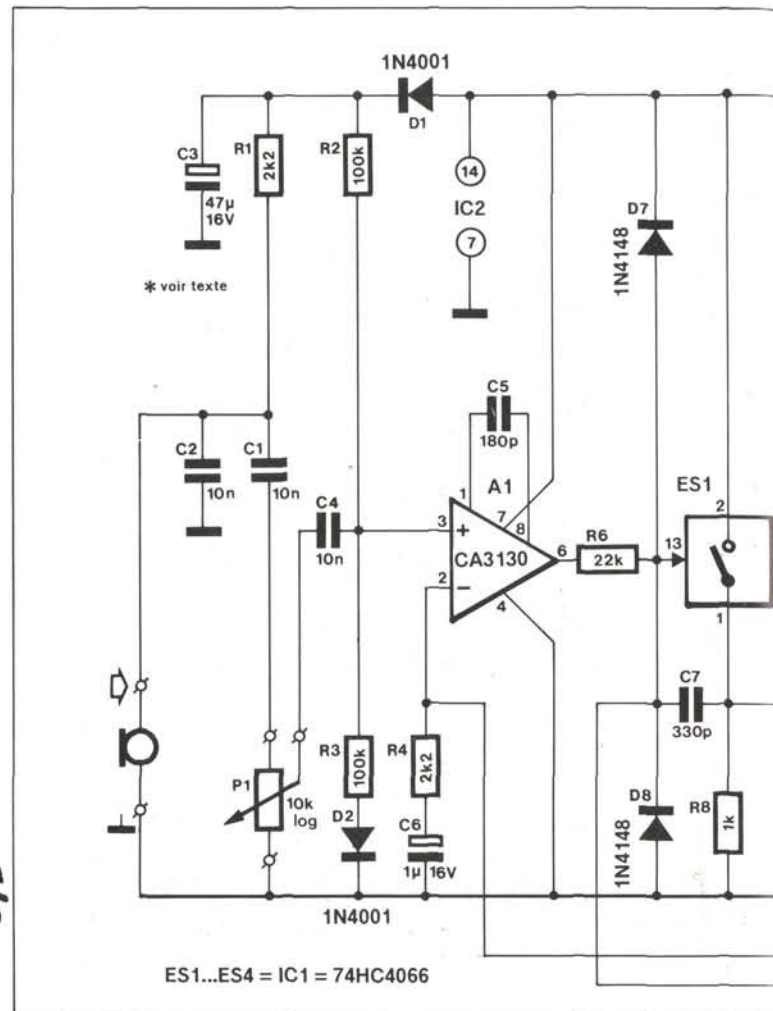 1N4001
D1
C3
47µ
16V
R1
2k2
R2
100k
14
IC2
7
D7
1N4148
* voir texte
C5
180p
A1
C2
10n
C1
10n
C4
10n
1
7
8
3
+
CA3130
2
–
4
6
R6
22k
ES1
2
13
1
C7
330p
P1
10k
log
R3
100k
D2
R4
2k2
C6
1µ 16V
D8
1N4148
R8
1k
1N4001
ES1...ES4 = IC1 = 74HC4066